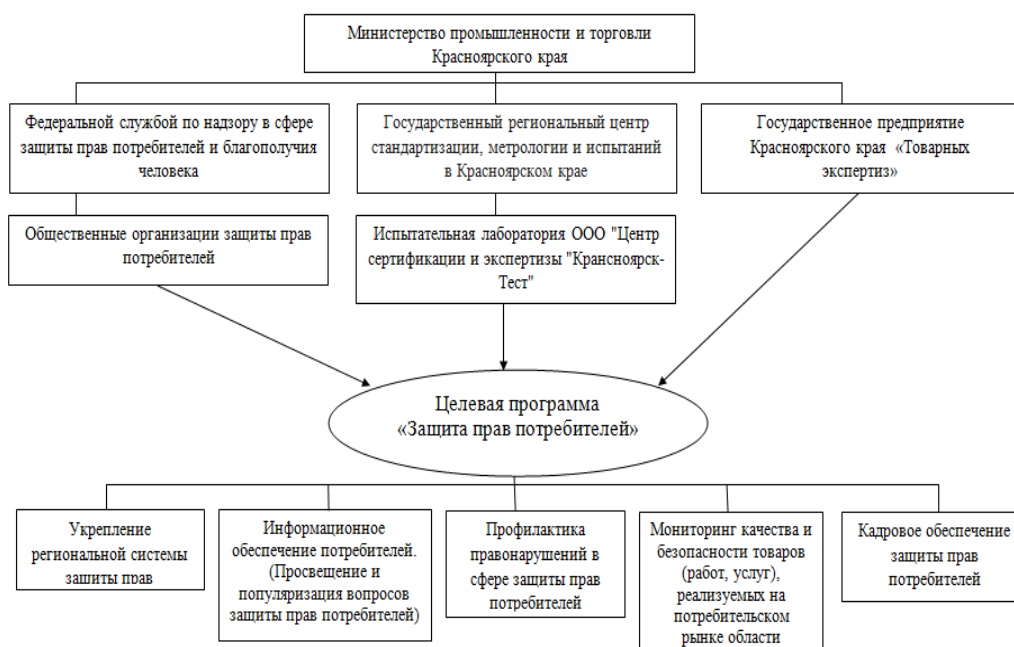 Министерство промышленности и торговли
Красноярского края
Федеральной службой по надзору в сфере
защиты прав потребителей и благополучия
человека
Государственный региональный центр
стандартизации, метрологии и испытаний
в Красноярском крае
Государственное предприятие
Красноярского края «Товарных
экспертиз»
Общественные организации защиты прав
потребителей
Испытательная лаборатория ООО "Центр
сертификации и экспертизы "Крансноярск-
Тест"
Целевая программа
«Защита прав потребителей»
Укрепление
региональной системы
защиты прав
Информационное
обеспечение потребителей.
(Просвещение и
популяризация вопросов
защиты прав потребителей)
Профилактика
правонарушений в
сфере защиты прав
потребителей
Мониторинг качества и
безопасности товаров
(работ, услуг),
реализуемых на
потребительском
рынке области
Кадровое обеспечение
защиты прав
потребителей